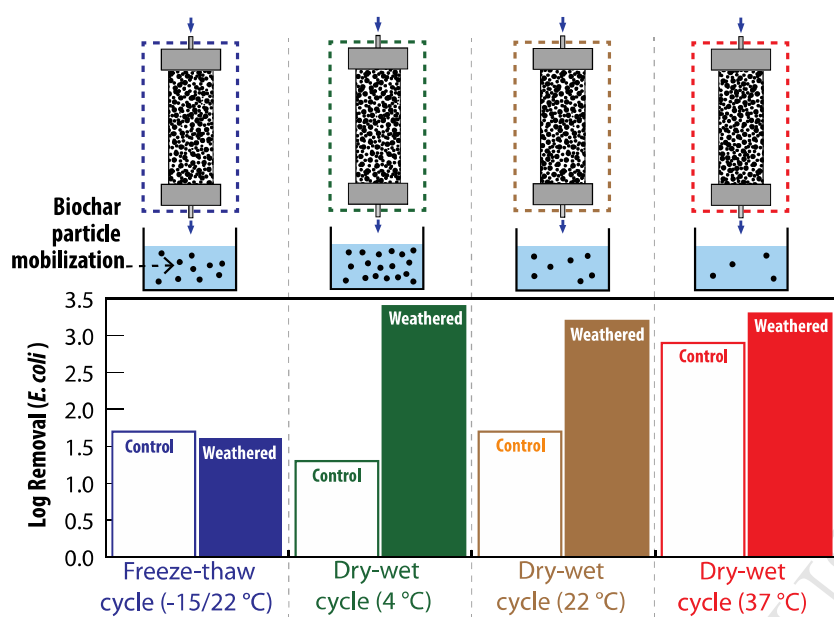 Biochar
particle
mobilization
Log Removal (E. coli)
3.5
3.0
2.5
2.0
1.5
1.0
0.5
0.0
Control
Weathered
Control
Weathered
Control
Weathered
Control
Weathered
Freeze-thaw
cycle (-15/22 °C)
Dry-wet
cycle (4 °C)
Dry-wet
cycle (22 °C)
Dry-wet
cycle (37 °C)